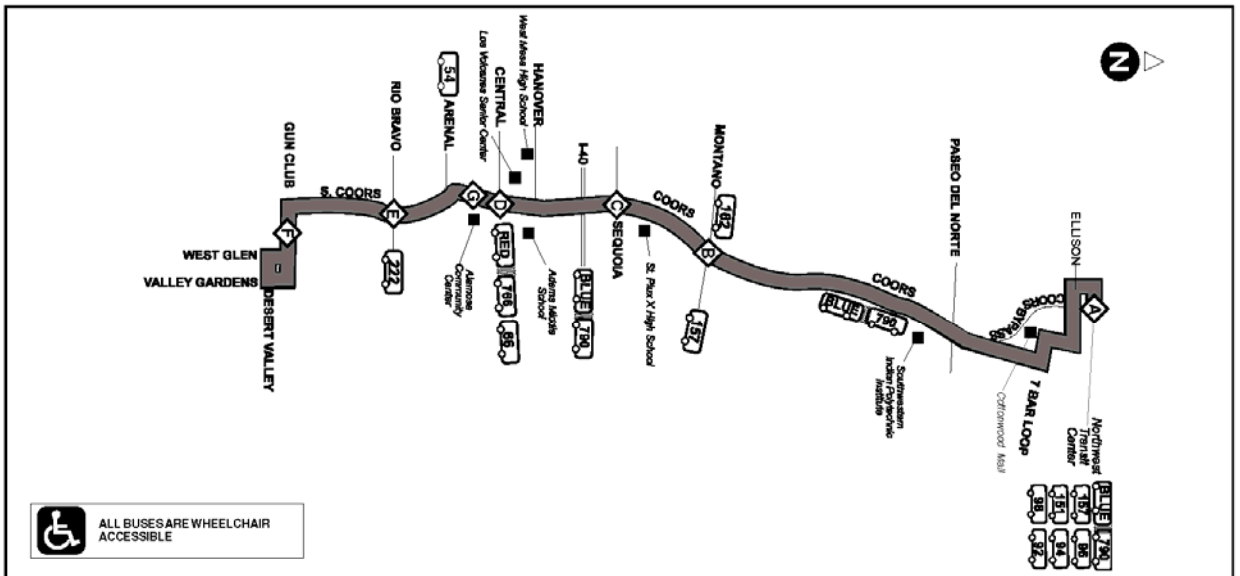 N
GUN CLUB
S. COORS
F
WEST GLEN
VALLEY GARDENS
DESERT VALLEY
RIO BRAVO
E
222
54
ARENAL
G
Alamosa
Community
Center
Los Volcanes Senior Center
CENTRAL
D
RED
766
66
West Mesa High School
HANOVER
Adams Middle
School
I-40
BLUE
790
C
SEQUOIA
COORS
St. Pius X High School
MONTANO
162
B
157
COORS
BLUE
790
Southwestern
Indian Polytechnic
Institute
PASEO DEL NORTE
ELLISON
COORS BYPASS
A
7 BAR LOOP
Cottonwood Mall
Northwest
Transit
Center
BLUE 790
157 96
151 94
98 92
ALL BUSES ARE WHEELCHAIR
ACCESSIBLE